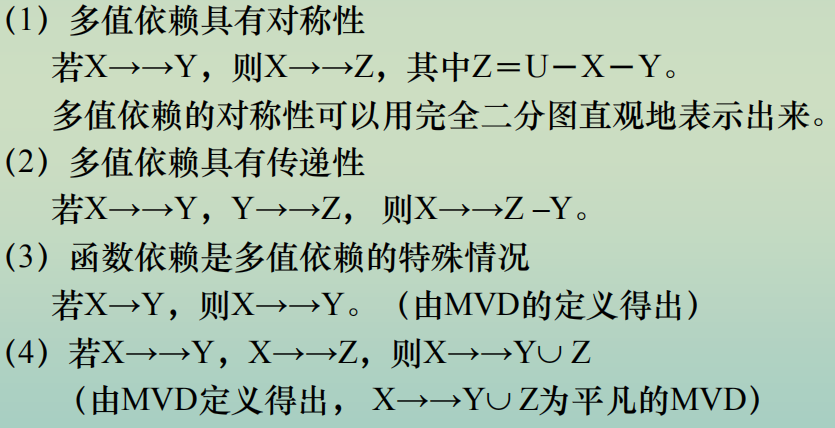 (1) 多值依赖具有对称性
若X→→Y，则X→→Z，其中Z＝U－X－Y。
多值依赖的对称性可以用完全二分图直观地表示出来。
(2) 多值依赖具有传递性
若X→→Y，Y→→Z， 则X→→Z –Y。
(3) 函数依赖是多值依赖的特殊情况
若X→Y，则X→→Y。（由MVD的定义得出）
(4) 若X→→Y，X→→Z，则X→→Y∪ Z
（由MVD定义得出， X→→Y∪ Z为平凡的MVD）